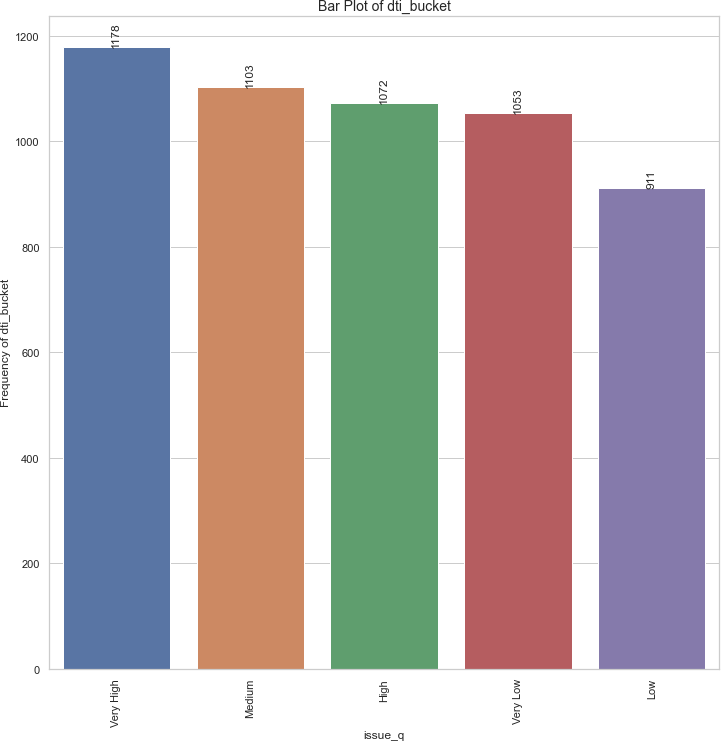 Bar Plot of dti_bucket
1178
1103
1072
1053
911
1200
1000
800
600
400
200
0
Frequency of dti_bucket
Very High
Medium
High
Very Low
Low
issue_q